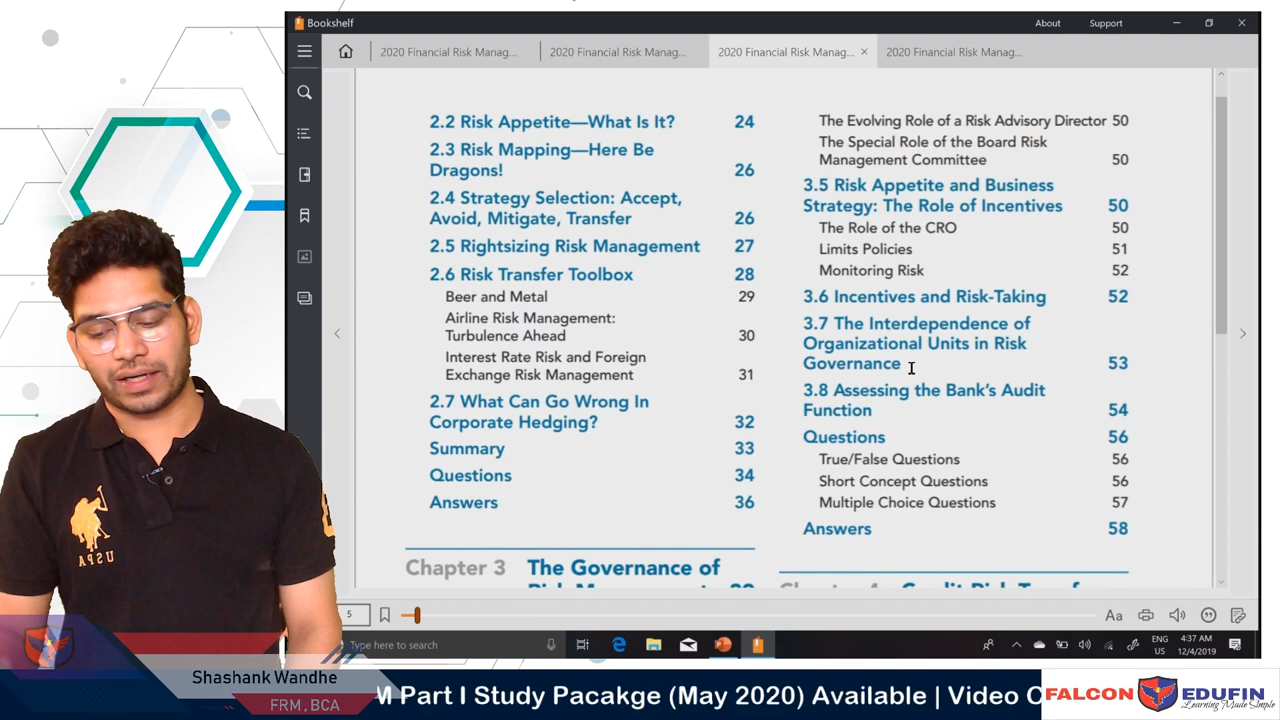 Bookshelf
About
Support
2020 Financial Risk Manag...
2020 Financial Risk Manag...
2020 Financial Risk Manag...
2020 Financial Risk Manag...
2.2 Risk Appetite—What Is It? 24
2.3 Risk Mapping—Here Be
Dragons! 26
2.4 Strategy Selection: Accept,
Avoid, Mitigate, Transfer 26
2.5 Rightsizing Risk Management 27
2.6 Risk Transfer Toolbox 28
Beer and Metal 29
Airline Risk Management:
Turbulence Ahead 30
Interest Rate Risk and Foreign
Exchange Risk Management 31
2.7 What Can Go Wrong In
Corporate Hedging? 32
Summary 33
Questions 34
Answers 36
Chapter 3 The Governance of
The Evolving Role of a Risk Advisory Director 50
The Special Role of the Board Risk
Management Committee 50
3.5 Risk Appetite and Business
Strategy: The Role of Incentives 50
The Role of the CRO 50
Limits Policies 51
Monitoring Risk 52
3.6 Incentives and Risk-Taking 52
3.7 The Interdependence of
Organizational Units in Risk
Governance 53
3.8 Assessing the Bank's Audit
Function 54
Questions 56
True/False Questions 56
Short Concept Questions 56
Multiple Choice Questions 57
Answers 58
5
Aa
Type here to search
ENG
US
4:37 AM
12/4/2019
USPA
Shashank Wandhe
FRM, BCA
M Part I Study Pacakge (May 2020) Available | Video C
FALCON EDUFIN
Learning Made Simple